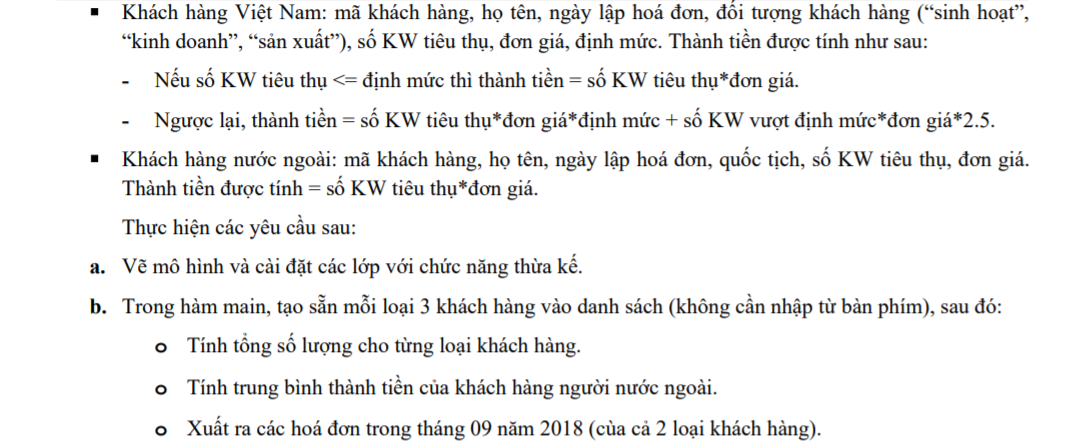 ▪ Khách hàng Việt Nam: mã khách hàng, họ tên, ngày lập hoá đơn, đối tượng khách hàng (“sinh hoạt”,
“kinh doanh”, “sản xuất”), số KW tiêu thụ, đơn giá, định mức. Thành tiền được tính như sau:
- Nếu số KW tiêu thụ <= định mức thì thành tiền = số KW tiêu thụ*đơn giá.
- Ngược lại, thành tiền = số KW tiêu thụ*đơn giá*định mức + số KW vượt định mức*đơn giá*2.5.
▪ Khách hàng nước ngoài: mã khách hàng, họ tên, ngày lập hoá đơn, quốc tịch, số KW tiêu thụ, đơn giá.
Thành tiền được tính = số KW tiêu thụ*đơn giá.
Thực hiện các yêu cầu sau:
a. Vẽ mô hình và cài đặt các lớp với chức năng thừa kế.
b. Trong hàm main, tạo sẵn mỗi loại 3 khách hàng vào danh sách (không cần nhập từ bàn phím), sau đó:
o Tính tổng số lượng cho từng loại khách hàng.
o Tính trung bình thành tiền của khách hàng người nước ngoài.
o Xuất ra các hoá đơn trong tháng 09 năm 2018 (cùa cả 2 loại khách hàng).